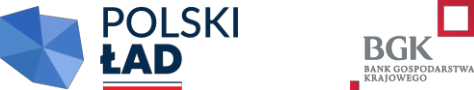 POLSKI
ŁAD
BGK
BANK GOSPODARSTWA
KRAJOWEGO